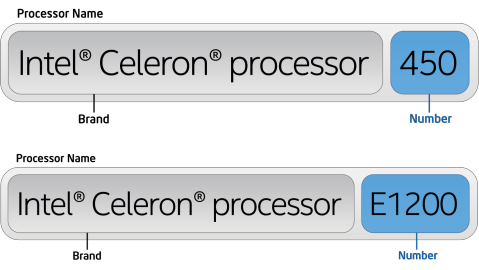 Processor Name
Intel® Celeron® processor 450
Brand Number
Processor Name
Intel® Celeron® processor E1200
Brand Number